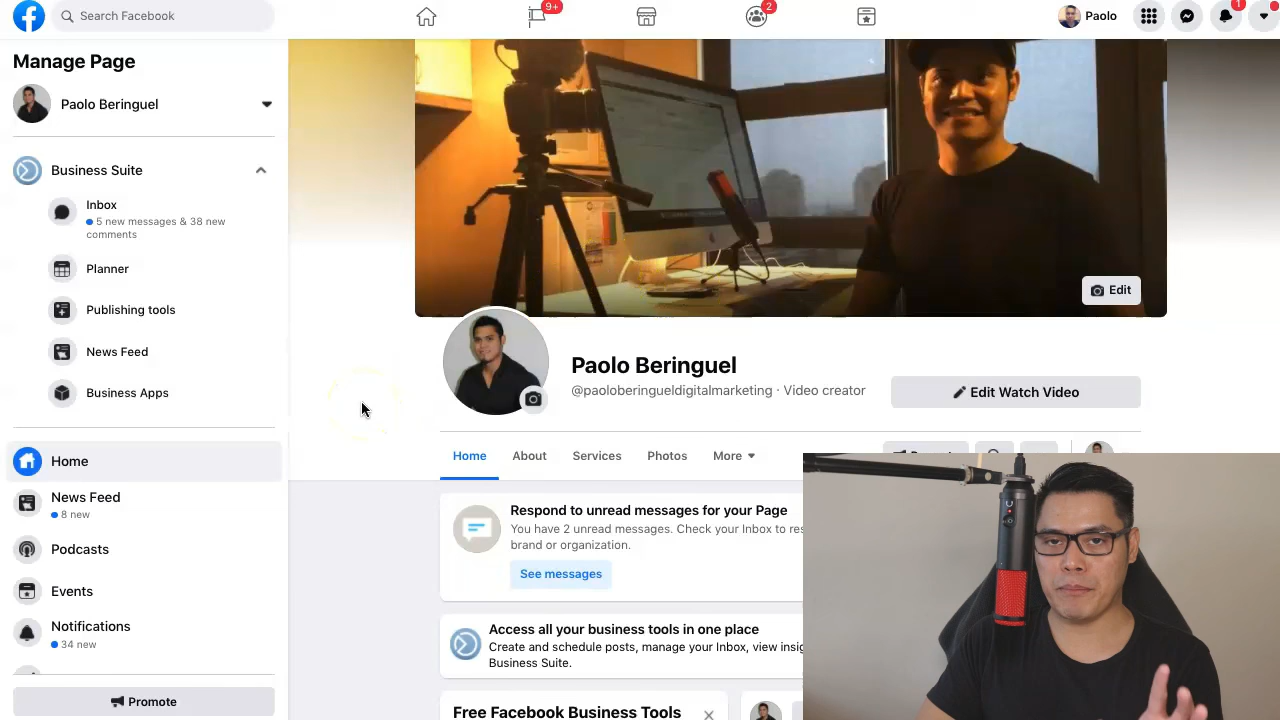 Search Facebook
9+
2
Paolo
1
Manage Page
Paolo Beringuel
Business Suite
Inbox
5 new messages & 38 new
comments
Planner
Publishing tools
News Feed
Business Apps
Home
News Feed
8 new
Podcasts
Events
Notifications
34 new
Promote
Edit
Paolo Beringuel
@paoloberingueldigitalmarketing · Video creator
Edit Watch Video
Home
About
Services
Photos
More
Respond to unread messages for your Page
You have 2 unread messages. Check your Inbox to
brand or organization.
See messages
Access all your business tools in one place
Create and schedule posts, manage your Inbox, view
Business Suite.
Free Facebook Business Tools